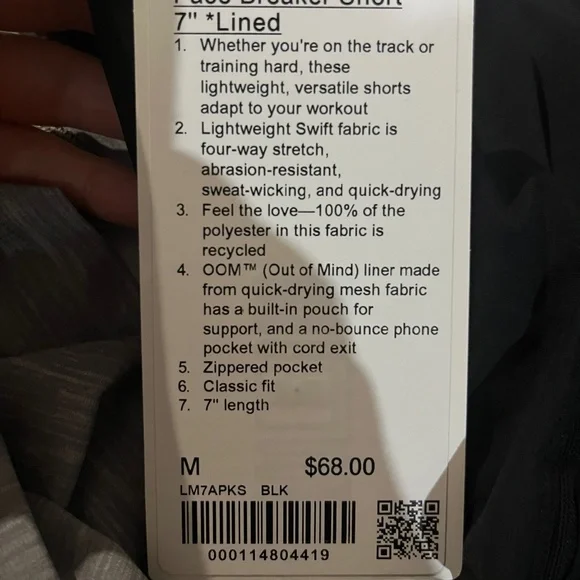 Pace Breaker Short
7" *Lined
1. Whether you're on the track or
training hard, these
lightweight, versatile shorts
adapt to your workout
2. Lightweight Swift fabric is
four-way stretch,
abrasion-resistant,
sweat-wicking, and quick-drying
3. Feel the love—100% of the
polyester in this fabric is
recycled
4. OOM™ (Out of Mind) liner made
from quick-drying mesh fabric
has a built-in pouch for
support, and a no-bounce phone
pocket with cord exit
5. Zippered pocket
6. Classic fit
7. 7" length
M $68.00
LM7APKS BLK
000114804419